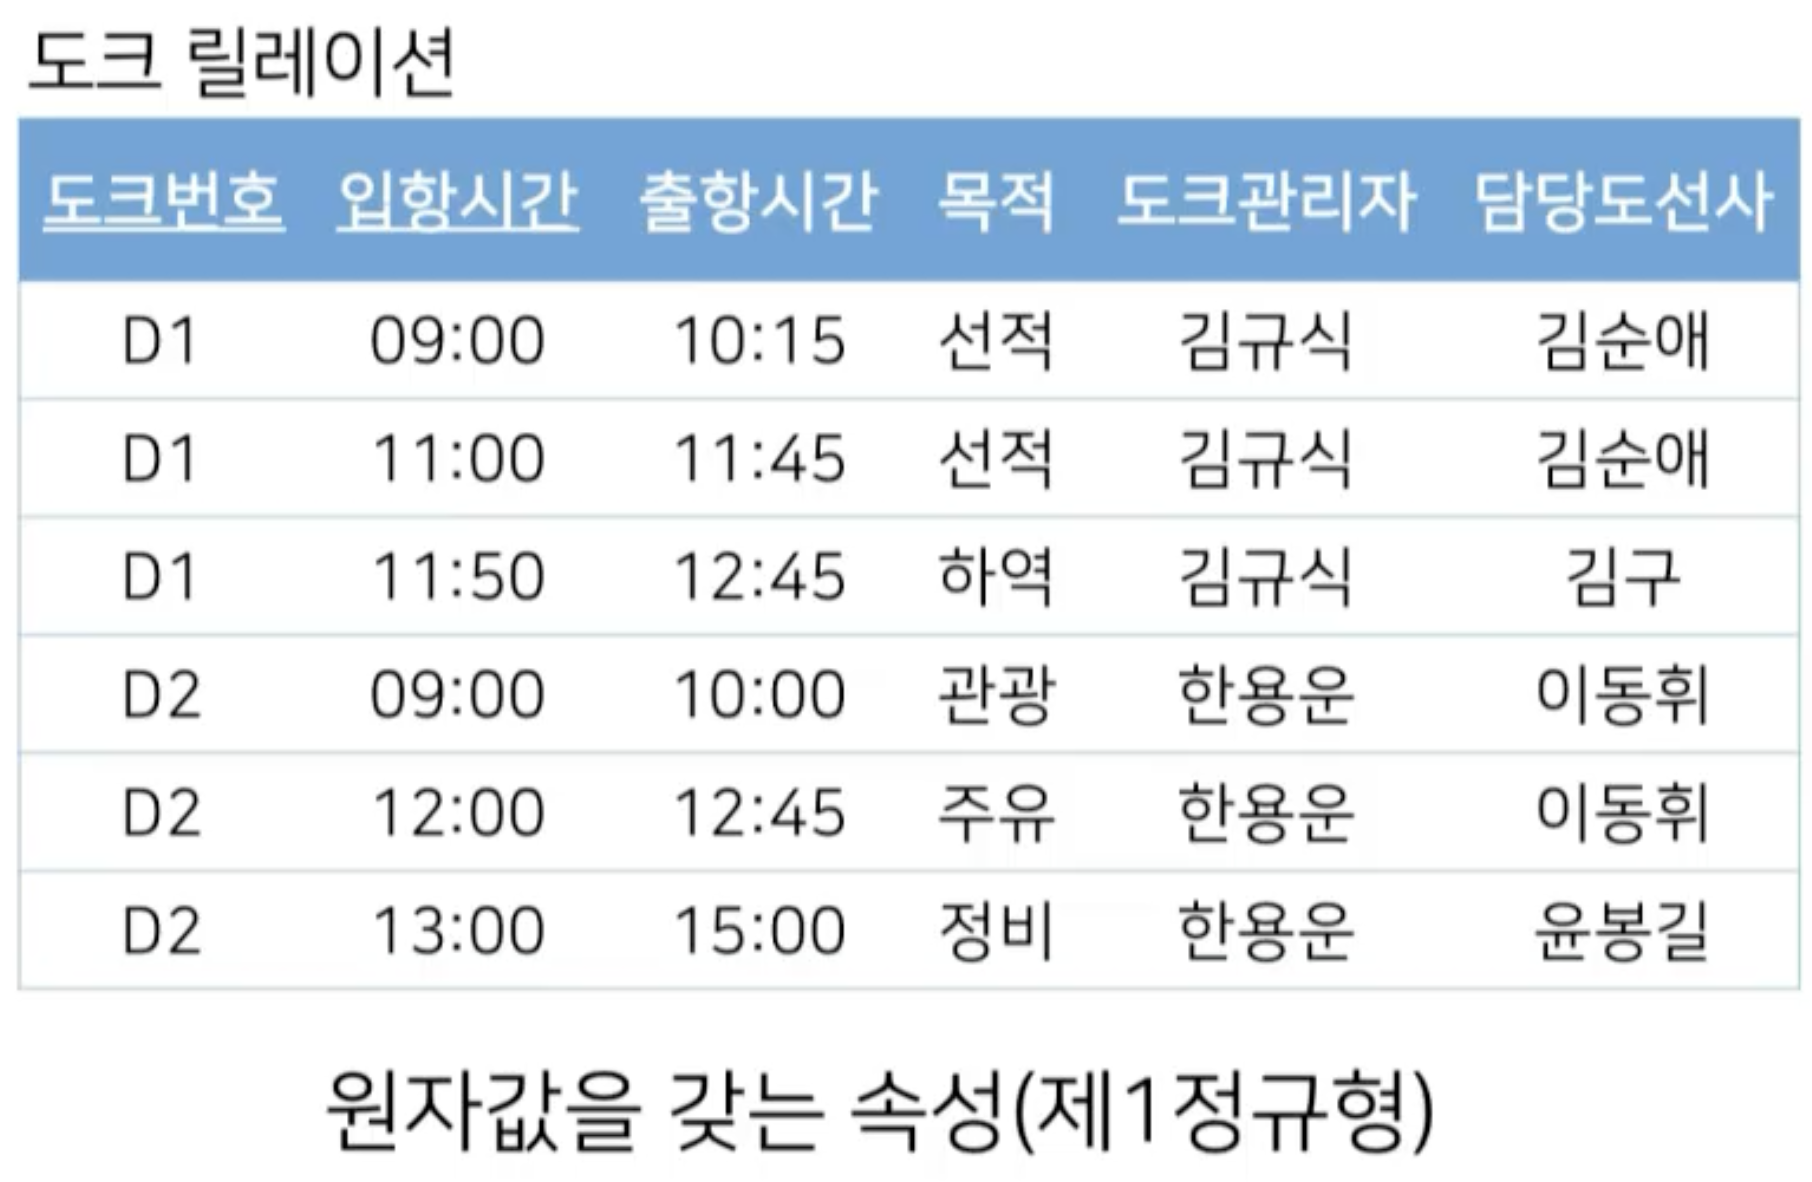 도크 릴레이션
도크번호 입항시간 출항시간 목적 도크관리자 담당도선사
D1 09:00 10:15 선적 김규식 김순애
D1 11:00 11:45 선적 김규식 김순애
D1 11:50 12:45 하역 김규식 김구
D2 09:00 10:00 관광 한용운 이동휘
D2 12:00 12:45 주유 한용운 이동휘
D2 13:00 15:00 정비 한용운 윤봉길
원자값을 갖는 속성(제1정규형)